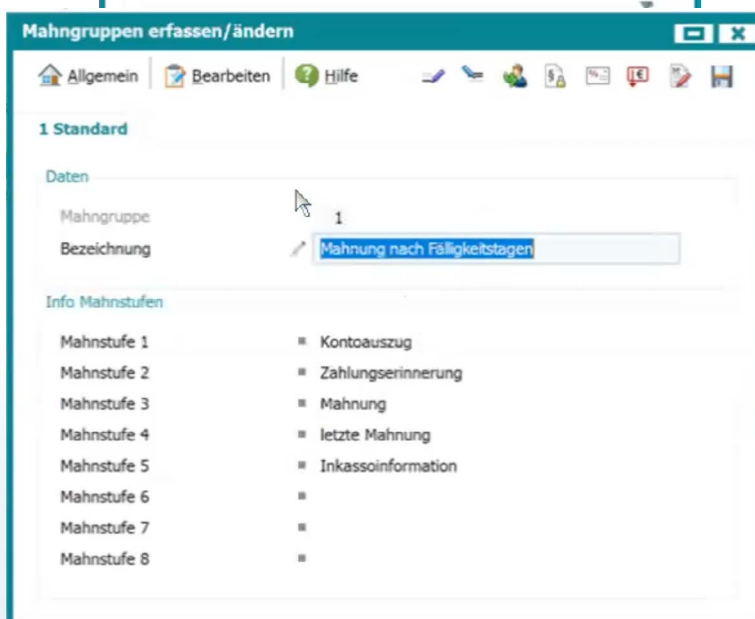 Mahngruppen erfassen/ändern
Allgemein Bearbeiten Hilfe
1 Standard
Daten
Mahngruppe 1
Bezeichnung Mahnung nach Fälligkeitstagen
Info Mahnstufen
Mahnstufe 1 Kontoauszug
Mahnstufe 2 Zahlungserinnerung
Mahnstufe 3 Mahnung
Mahnstufe 4 letzte Mahnung
Mahnstufe 5 Inkassoinformation
Mahnstufe 6
Mahnstufe 7
Mahnstufe 8